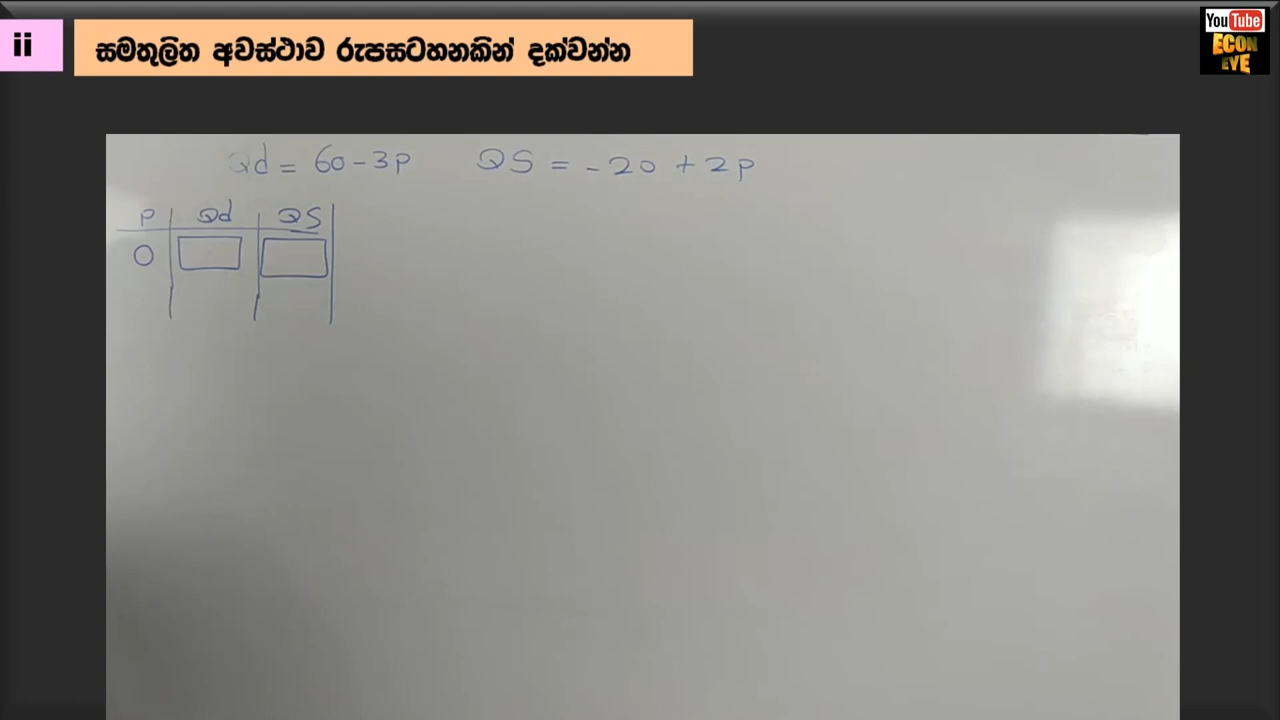 ii
සමතුලිත අවස්ථාව රූපසටහනකින් දක්වන්න
YouTube
ECON
EYE
Qd = 60 - 3P QS = - 20 + 2P
P Qd QS
0